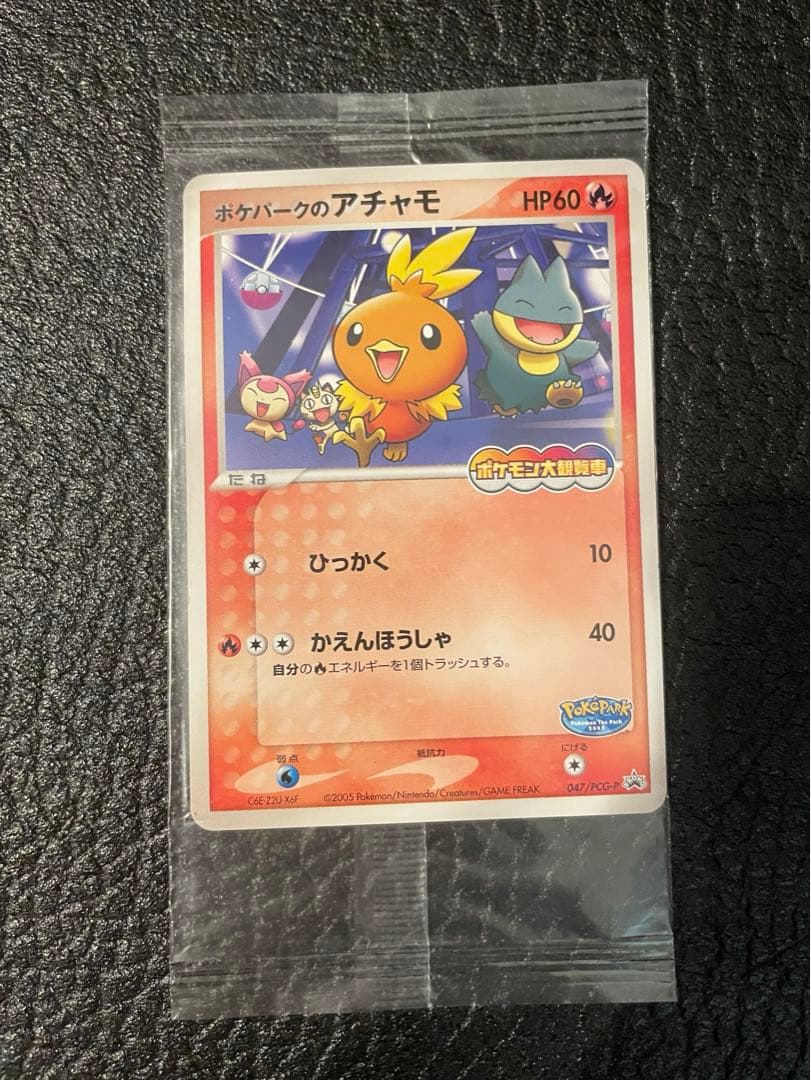 ポケパークの アチャモ HP60
たね
ポケモン大観覧車
ひっかく 10
かえんほうしゃ 40
自分のエネルギーを1個トラッシュする。
POKéPARK
Pokémon The Park
2005
弱点 抵抗力 にげる
C6E-Z2U-X6F ©2005 Pokémon/Nintendo/Creatures/GAME FREAK 047/PCG-P